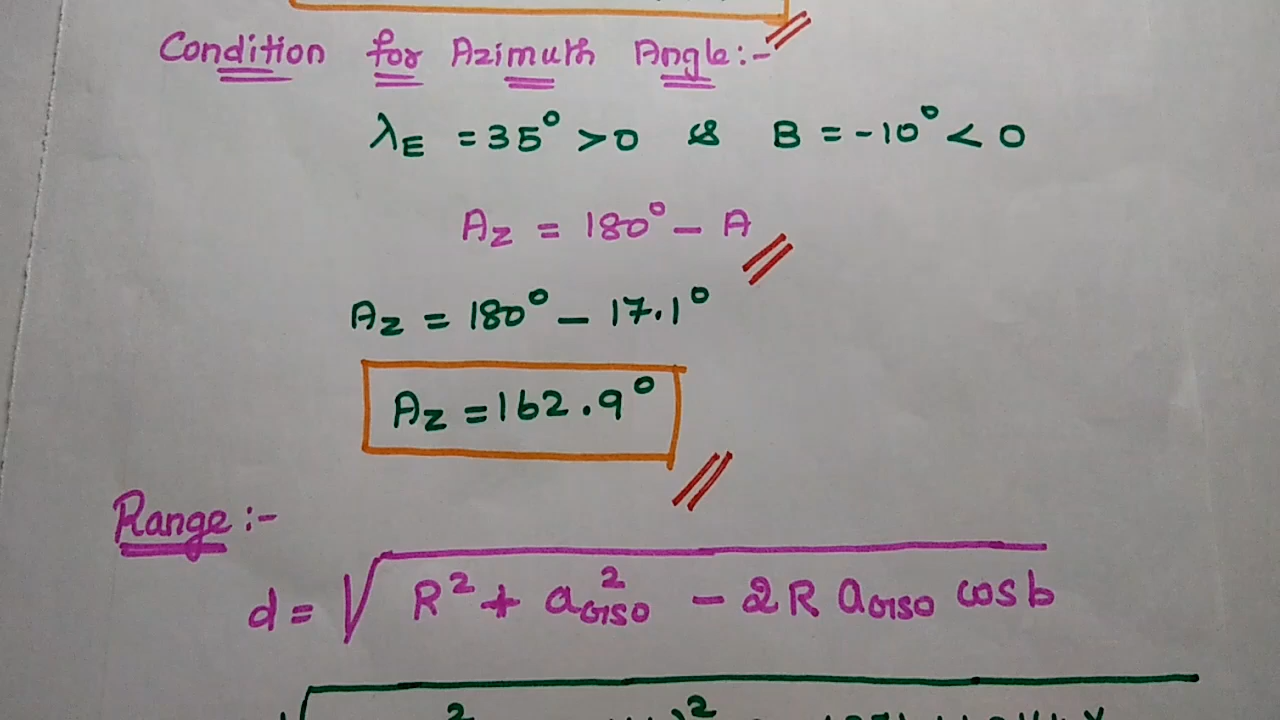 Condition for Azimuth Angle:-
λE = 35° > 0 & B = -10° < 0
Az = 180° - A
Az = 180° - 17.1°
Az = 162.9°
Range:-
d = √(R² + aGSO² - 2R aGSO cos b)